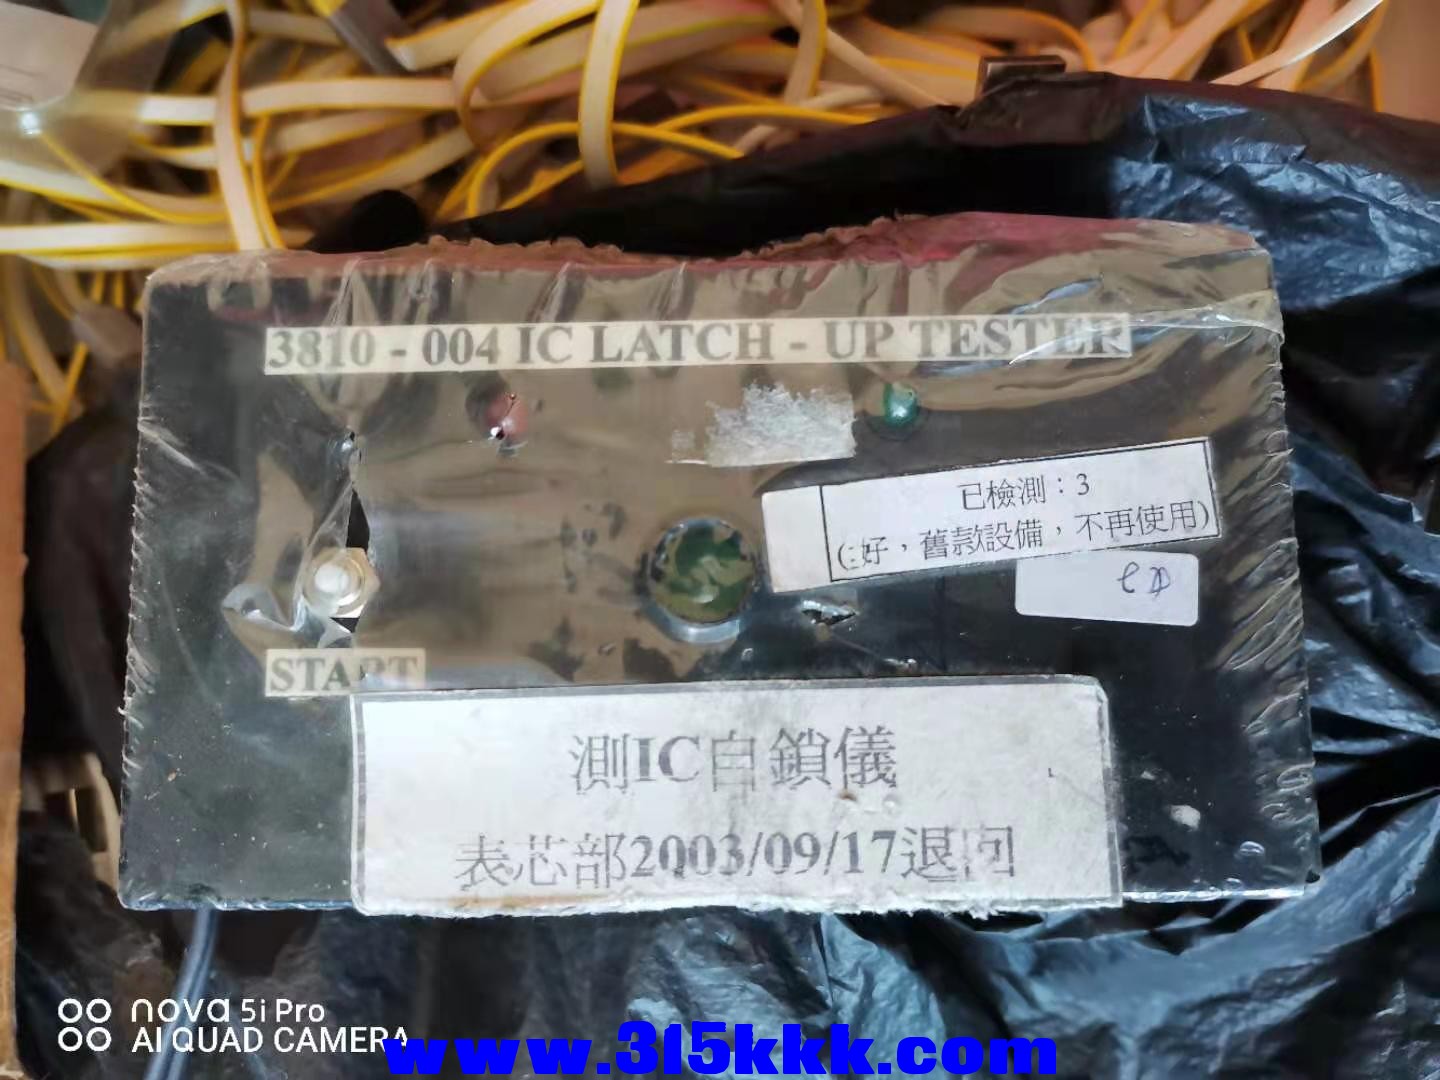 3810 - 004 IC LATCH - UP TESTER
已檢測：3
好，舊款設備，不再使用)
START
測IC自鎖儀
表芯部2003/09/17退回
nova 5i Pro
AI QUAD CAMERA
www.315kkk.com